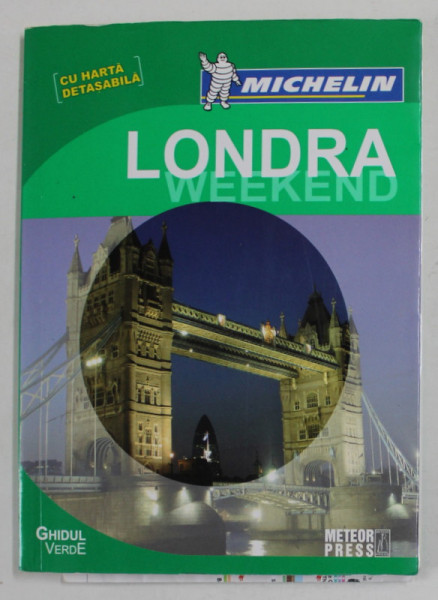 CU HARTĂ
DETAȘABILĂ
MICHELIN
LONDRA
WEEKEND
GHIDUL
VERDE
METEOR
PRESS